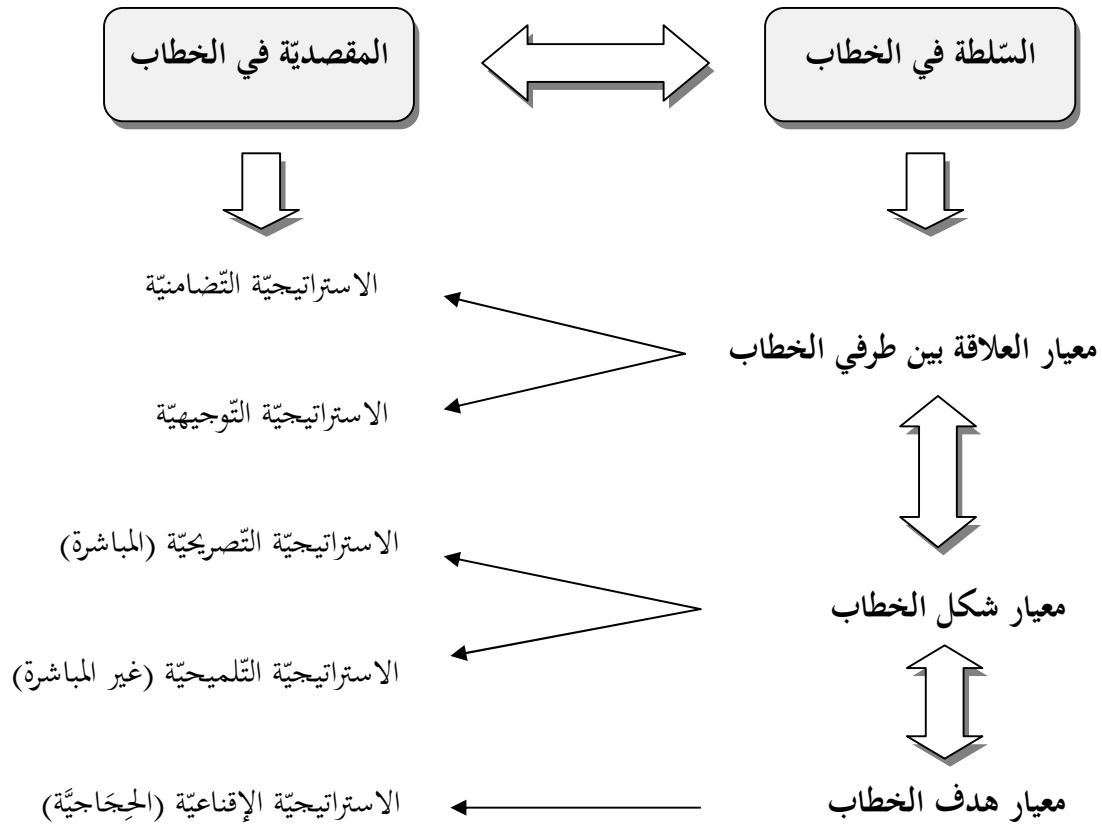 السّلطة في الخطاب
المقصديّة في الخطاب
الاستراتيجيّة التّضامنيّة
معيار العلاقة بين طرفي الخطاب
الاستراتيجيّة التّوجيهيّة
الاستراتيجيّة التّصريحيّة (المباشرة)
معيار شكل الخطاب
الاستراتيجيّة التّلميحيّة (غير المباشرة)
معيار هدف الخطاب
الاستراتيجيّة الإقناعيّة (الحِجَاجيَّة)